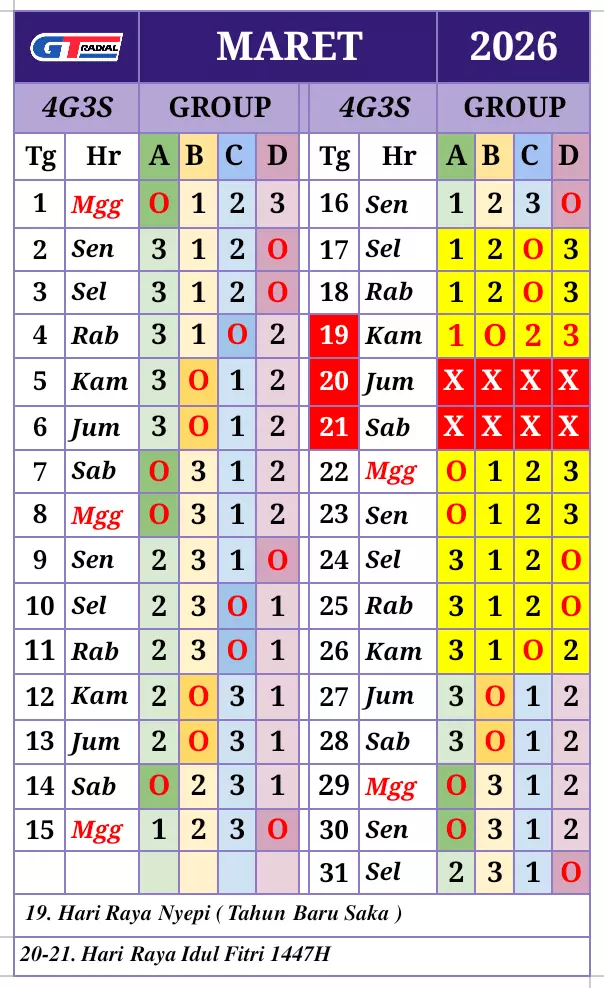 GT RADIAL MARET 2026
4G3S GROUP 4G3S GROUP
Tg Hr A B C D Tg Hr A B C D
1 Mgg O 1 2 3 16 Sen 1 2 3 O
2 Sen 3 1 2 O 17 Sel 1 2 O 3
3 Sel 3 1 2 O 18 Rab 1 2 O 3
4 Rab 3 1 O 2 19 Kam 1 O 2 3
5 Kam 3 O 1 2 20 Jum X X X X
6 Jum 3 O 1 2 21 Sab X X X X
7 Sab O 3 1 2 22 Mgg O 1 2 3
8 Mgg O 3 1 2 23 Sen O 1 2 3
9 Sen 2 3 1 O 24 Sel 3 1 2 O
10 Sel 2 3 O 1 25 Rab 3 1 2 O
11 Rab 2 3 O 1 26 Kam 3 1 O 2
12 Kam 2 O 3 1 27 Jum 3 O 1 2
13 Jum 2 O 3 1 28 Sab 3 O 1 2
14 Sab O 2 3 1 29 Mgg O 3 1 2
15 Mgg 1 2 3 O 30 Sen O 3 1 2
31 Sel 2 3 1 O
19. Hari Raya Nyepi ( Tahun Baru Saka )
20-21. Hari Raya Idul Fitri 1447H